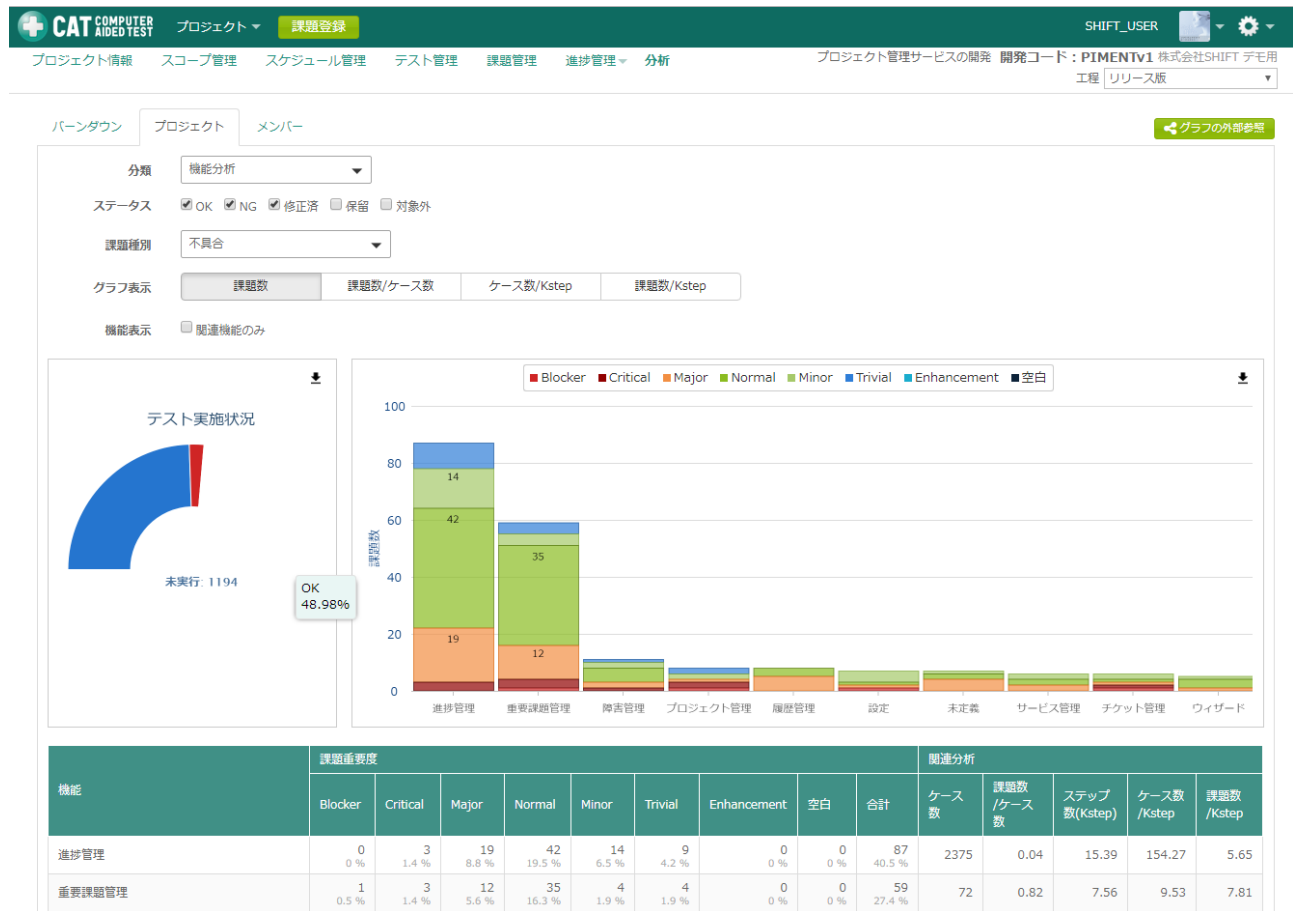 CAT COMPUTER AIDED TEST プロジェクト 課題登録 SHIFT_USER
プロジェクト情報 スコープ管理 スケジュール管理 テスト管理 課題管理 進捗管理 分析
プロジェクト管理サービスの開発 開発コード：PIMENTv1 株式会社SHIFT デモ用
工程 リリース版
バーンダウン プロジェクト メンバー グラフの外部参照
分類 機能分析
ステータス OK NG 修正済 保留 対象外
課題種別 不具合
グラフ表示 課題数 課題数/ケース数 ケース数/Kstep 課題数/Kstep
機能表示 関連機能のみ
テスト実施状況
未実行: 1194
OK
48.98%
Blocker Critical Major Normal Minor Trivial Enhancement 空白
課題数
100
80
60
40
20
0
14
42
19
35
12
進捗管理 重要課題管理 障害管理 プロジェクト管理 履歴管理 設定 未定義 サービス管理 チケット管理 ウィザード
機能 課題重要度 関連分析
Blocker Critical Major Normal Minor Trivial Enhancement 空白 合計 ケース数 課題数/ケース数 ステップ数(Kstep) ケース数/Kstep 課題数/Kstep
進捗管理 0 3 19 42 14 9 0 0 87 2375 0.04 15.39 154.27 5.65
0 % 1.4 % 8.8 % 19.5 % 6.5 % 4.2 % 0 % 0 % 40.5 %
重要課題管理 1 3 12 35 4 4 0 0 59 72 0.82 7.56 9.53 7.81
0.5 % 1.4 % 5.6 % 16.3 % 1.9 % 1.9 % 0 % 0 % 27.4 %